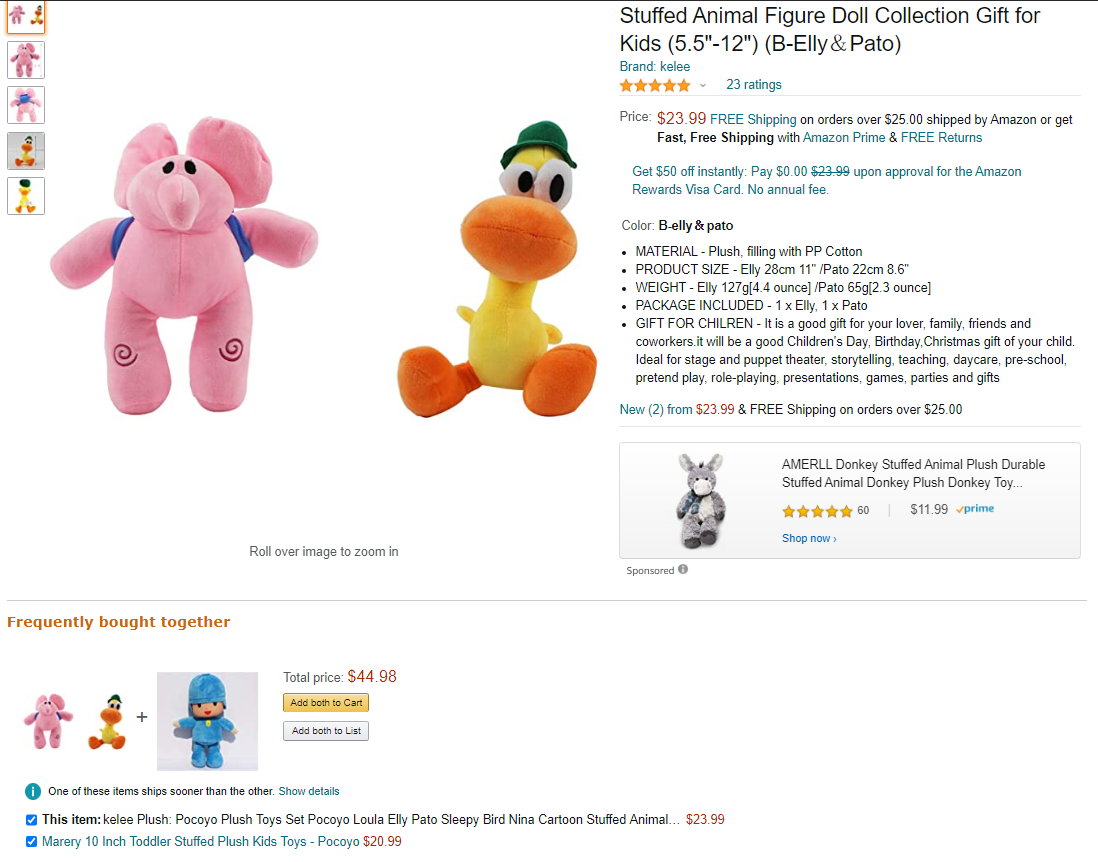 Stuffed Animal Figure Doll Collection Gift for
Kids (5.5"-12") (B-Elly&Pato)
Brand: kelee
23 ratings
Price: $23.99 FREE Shipping on orders over $25.00 shipped by Amazon or get
Fast, Free Shipping with Amazon Prime & FREE Returns
Get $50 off instantly: Pay $0.00 $23.99 upon approval for the Amazon
Rewards Visa Card. No annual fee.
Color: B-elly&pato
MATERIAL - Plush, filling with PP Cotton
PRODUCT SIZE - Elly 28cm 11" /Pato 22cm 8.6"
WEIGHT - Elly 127g[4.4 ounce] /Pato 65g[2.3 ounce]
PACKAGE INCLUDED - 1 x Elly, 1 x Pato
GIFT FOR CHILREN - It is a good gift for your lover, family, friends and
coworkers.it will be a good Children's Day, Birthday,Christmas gift of your child.
Ideal for stage and puppet theater, storytelling, teaching, daycare, pre-school,
pretend play, role-playing, presentations, games, parties and gifts
New (2) from $23.99 & FREE Shipping on orders over $25.00
AMERLL Donkey Stuffed Animal Plush Durable
Stuffed Animal Donkey Plush Donkey Toy...
60 | $11.99 prime
Shop now ›
Sponsored
Roll over image to zoom in
Frequently bought together
Total price: $44.98
Add both to Cart
Add both to List
One of these items ships sooner than the other. Show details
This item: kelee Plush: Pocoyo Plush Toys Set Pocoyo Loula Elly Pato Sleepy Bird Nina Cartoon Stuffed Animal... $23.99
Marery 10 Inch Toddler Stuffed Plush Kids Toys - Pocoyo $20.99